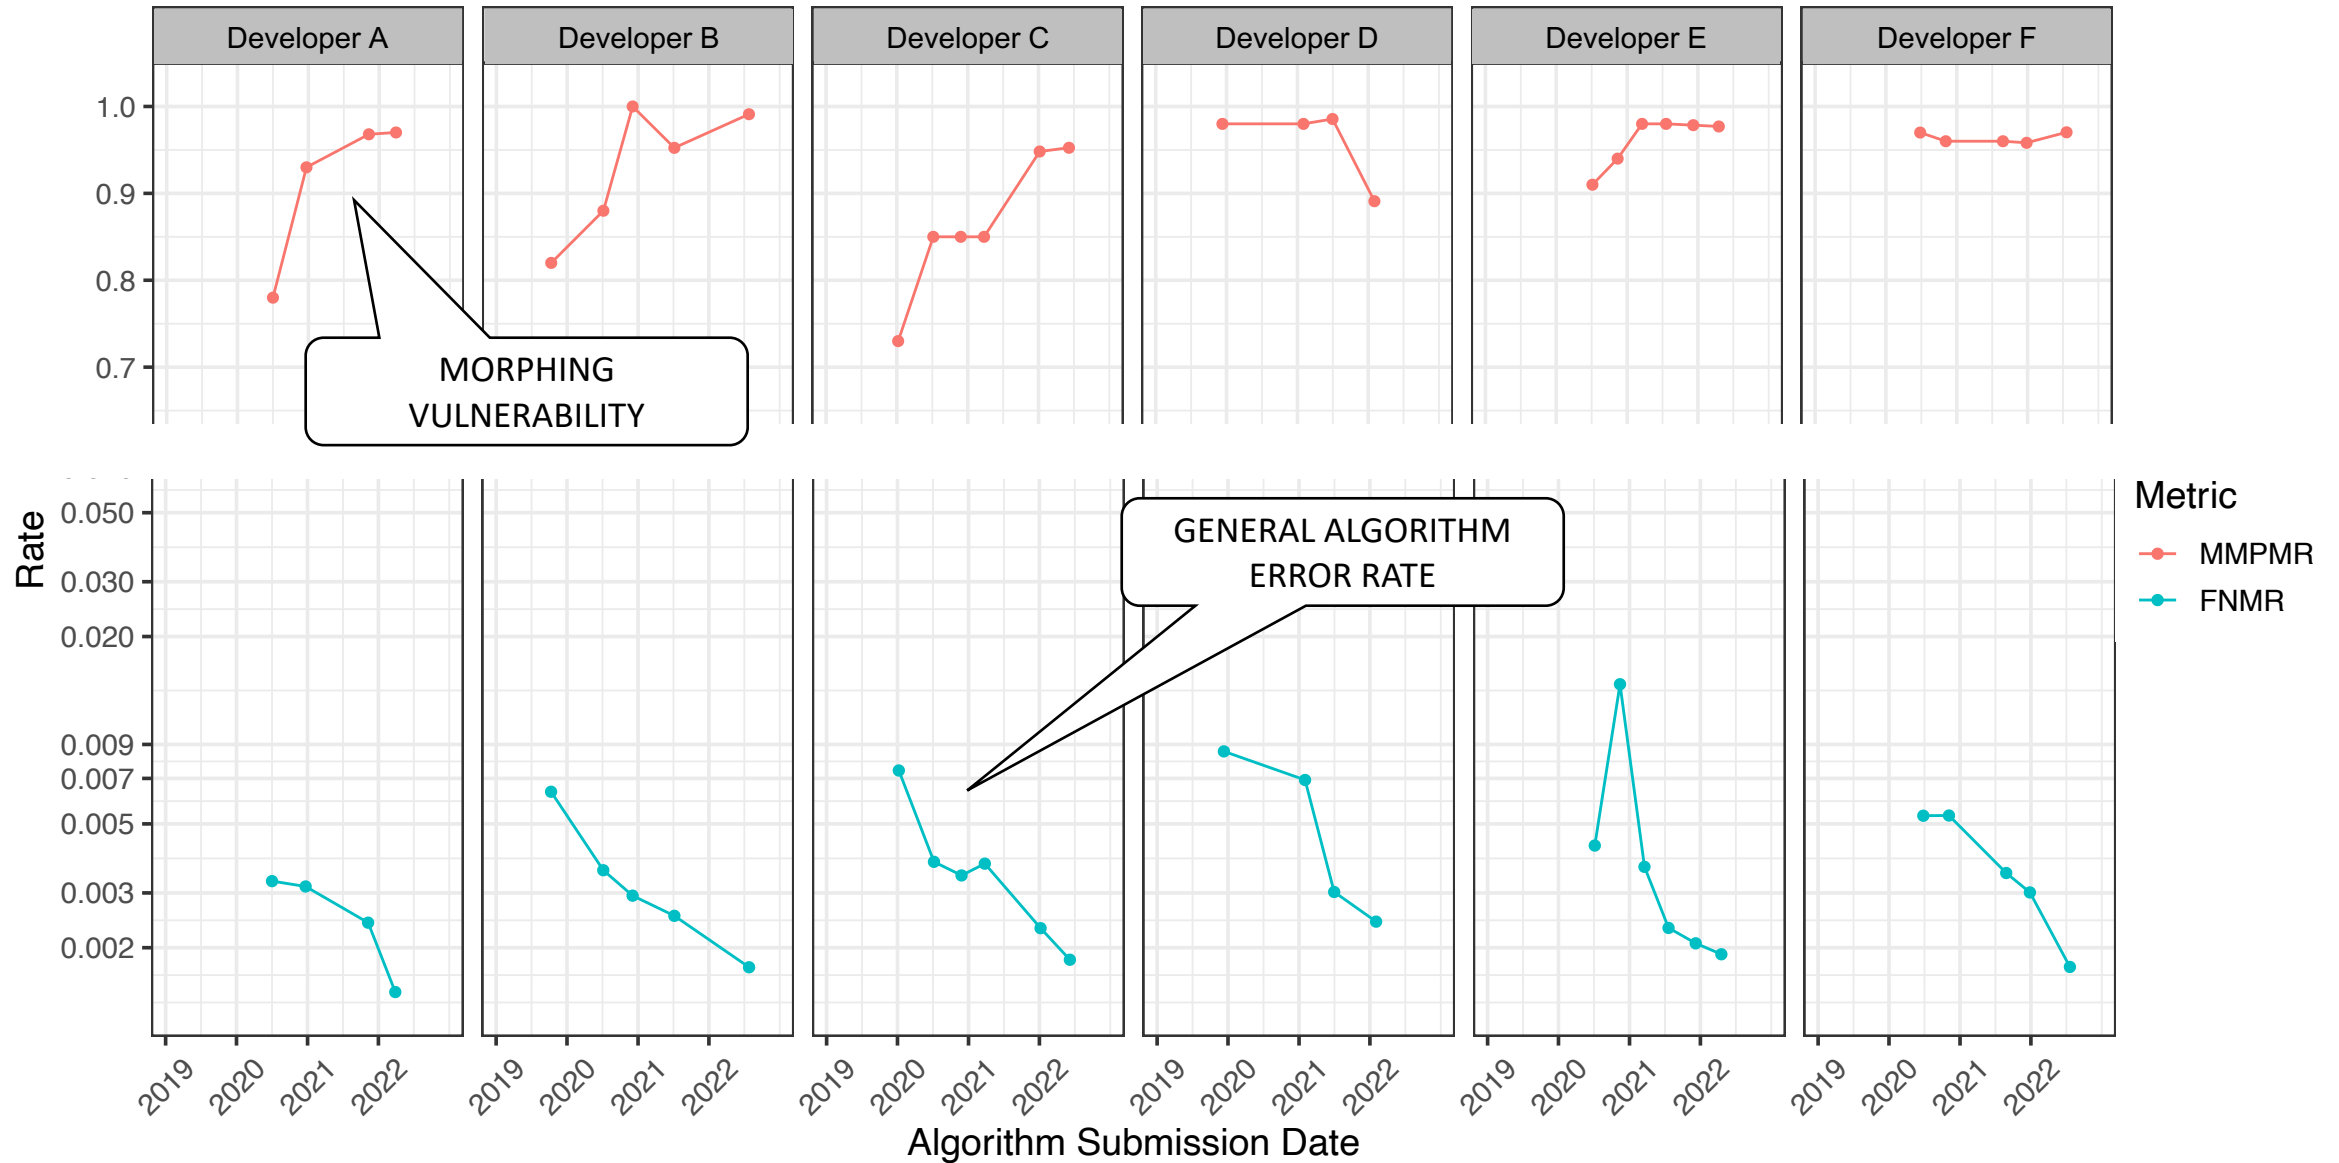 Developer A
Developer B
Developer C
Developer D
Developer E
Developer F
1.0
0.9
0.8
0.7
MORPHING
VULNERABILITY
Rate
0.050
0.030
0.020
0.009
0.007
0.005
0.003
0.002
GENERAL ALGORITHM
ERROR RATE
Metric
MMPMR
FNMR
2019
2020
2021
2022
2019
2020
2021
2022
2019
2020
2021
2022
2019
2020
2021
2022
2019
2020
2021
2022
2019
2020
2021
2022
Algorithm Submission Date